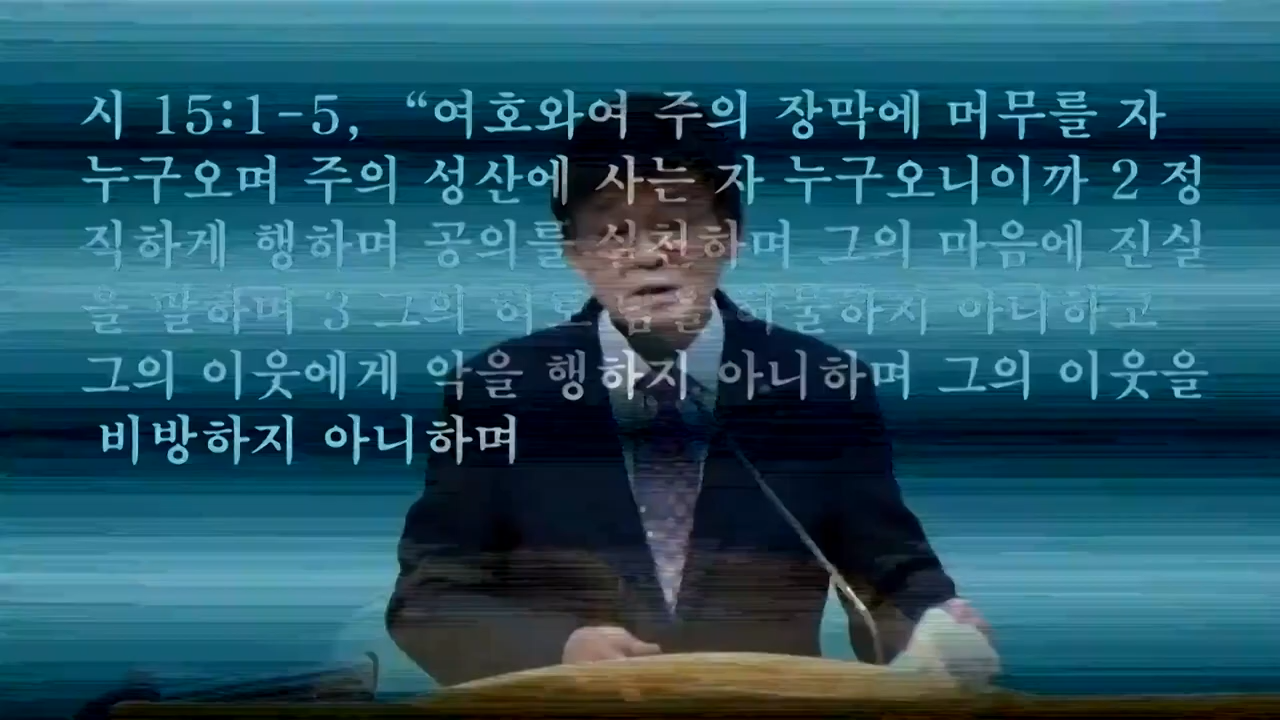 시 15:1-5, “여호와여 주의 장막에 머무를 자
누구오며 주의 성산에 사는 자 누구오니이까 2 정
직하게 행하며 공의를 실천하며 그의 마음에 진실
을 말하며 3 그의 혀로 남을 허물하지 아니하고
그의 이웃에게 악을 행하지 아니하며 그의 이웃을
비방하지 아니하며